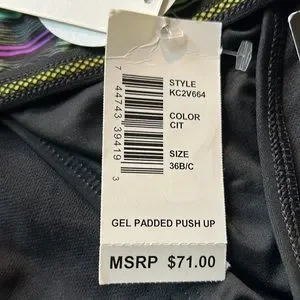 STYLE
KC2V664
COLOR
CIT
SIZE
36B/C
7 44743 39419 3
GEL PADDED PUSH UP
MSRP $71.00